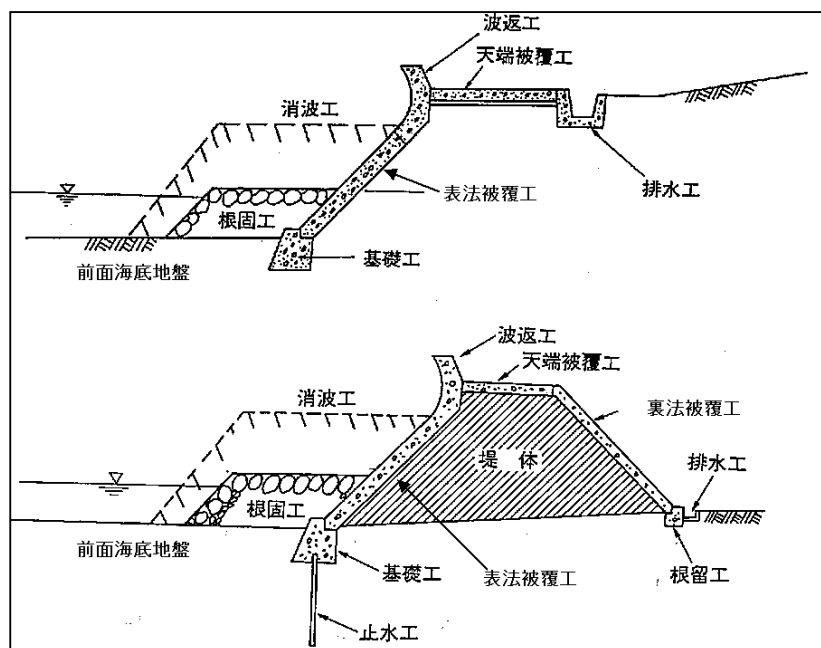 波返工
天端被覆工
消波工
表法被覆工
排水工
根固工
基礎工
前面海底地盤
波返工
天端被覆工
消波工
裏法被覆工
堤体
排水工
根固工
前面海底地盤
基礎工
表法被覆工
根留工
止水工